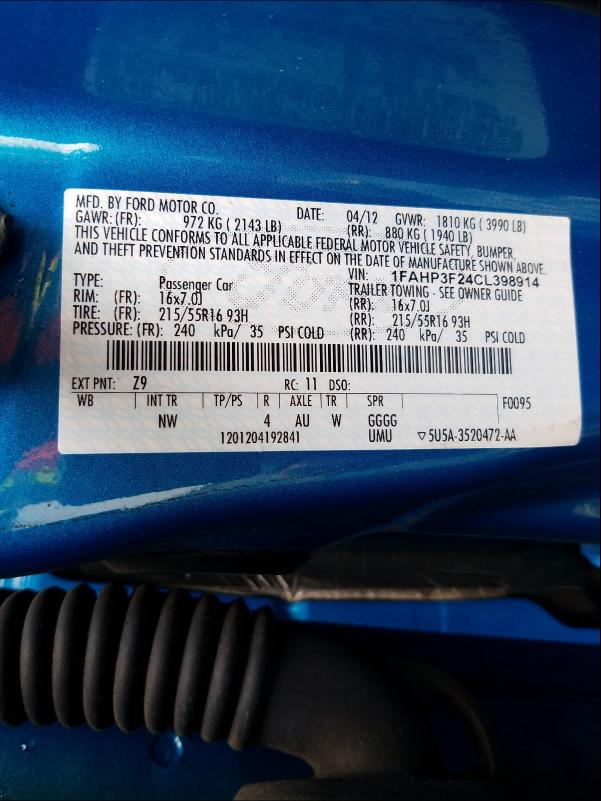 MFD. BY FORD MOTOR CO.
DATE: 04/12 GVWR: 1810 KG ( 3990 LB)
GAWR: (FR): 972 KG ( 2143 LB) (RR): 880 KG ( 1940 LB)
THIS VEHICLE CONFORMS TO ALL APPLICABLE FEDERAL MOTOR VEHICLE SAFETY, BUMPER,
AND THEFT PREVENTION STANDARDS IN EFFECT ON THE DATE OF MANUFACTURE SHOWN ABOVE.
VIN: 1FAHP3F24CL398914
TYPE: Passenger Car TRAILER TOWING - SEE OWNER GUIDE
RIM: (FR): 16x7.0J (RR): 16x7.0J
TIRE: (FR): 215/55R16 93H (RR): 215/55R16 93H
PRESSURE: (FR): 240 kPa/ 35 PSI COLD (RR): 240 kPa/ 35 PSI COLD
EXT PNT: Z9 RC: 11 DSO:
WB INT TR TP/PS R AXLE TR SPR F0095
NW 4 AU W GGGG
1201204192841 UMU ▽5U5A-3520472-AA